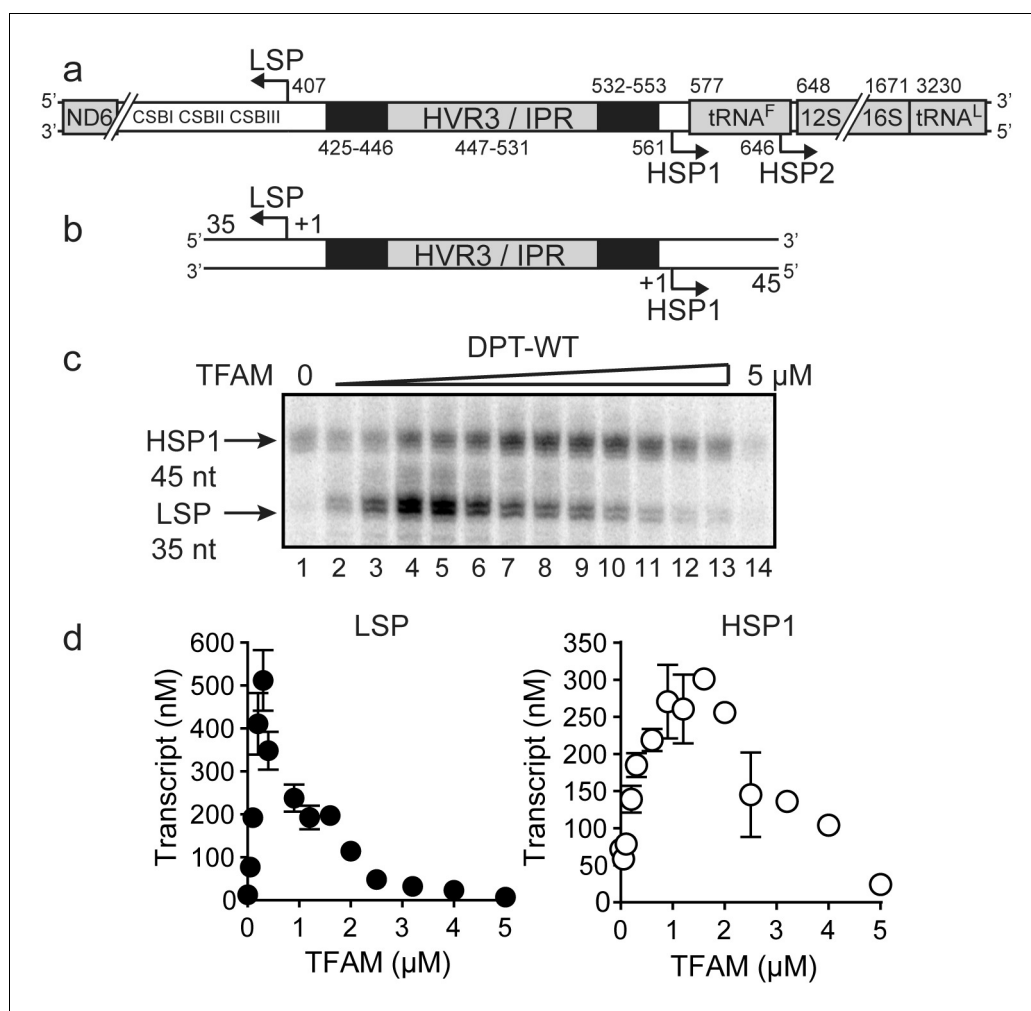 a
LSP
407
532-553
577
648
1671
3230
5'
ND6
CSBI CSBII CSBIII
HVR3 / IPR
tRNAF
12S
16S
tRNAL
3'
3'
5'
425-446
447-531
561
646
HSP1
HSP2
b
LSP
35
+1
5'
3'
HVR3 / IPR
3'
5'
+1
45
HSP1
c
DPT-WT
TFAM 0
5 µM
HSP1
45 nt
LSP
35 nt
1 2 3 4 5 6 7 8 9 10 11 12 13 14
d
LSP
Transcript (nM)
600
500
400
300
200
100
0
0 1 2 3 4 5
TFAM (µM)
HSP1
Transcript (nM)
350
300
250
200
150
100
50
0
0 1 2 3 4 5
TFAM (µM)